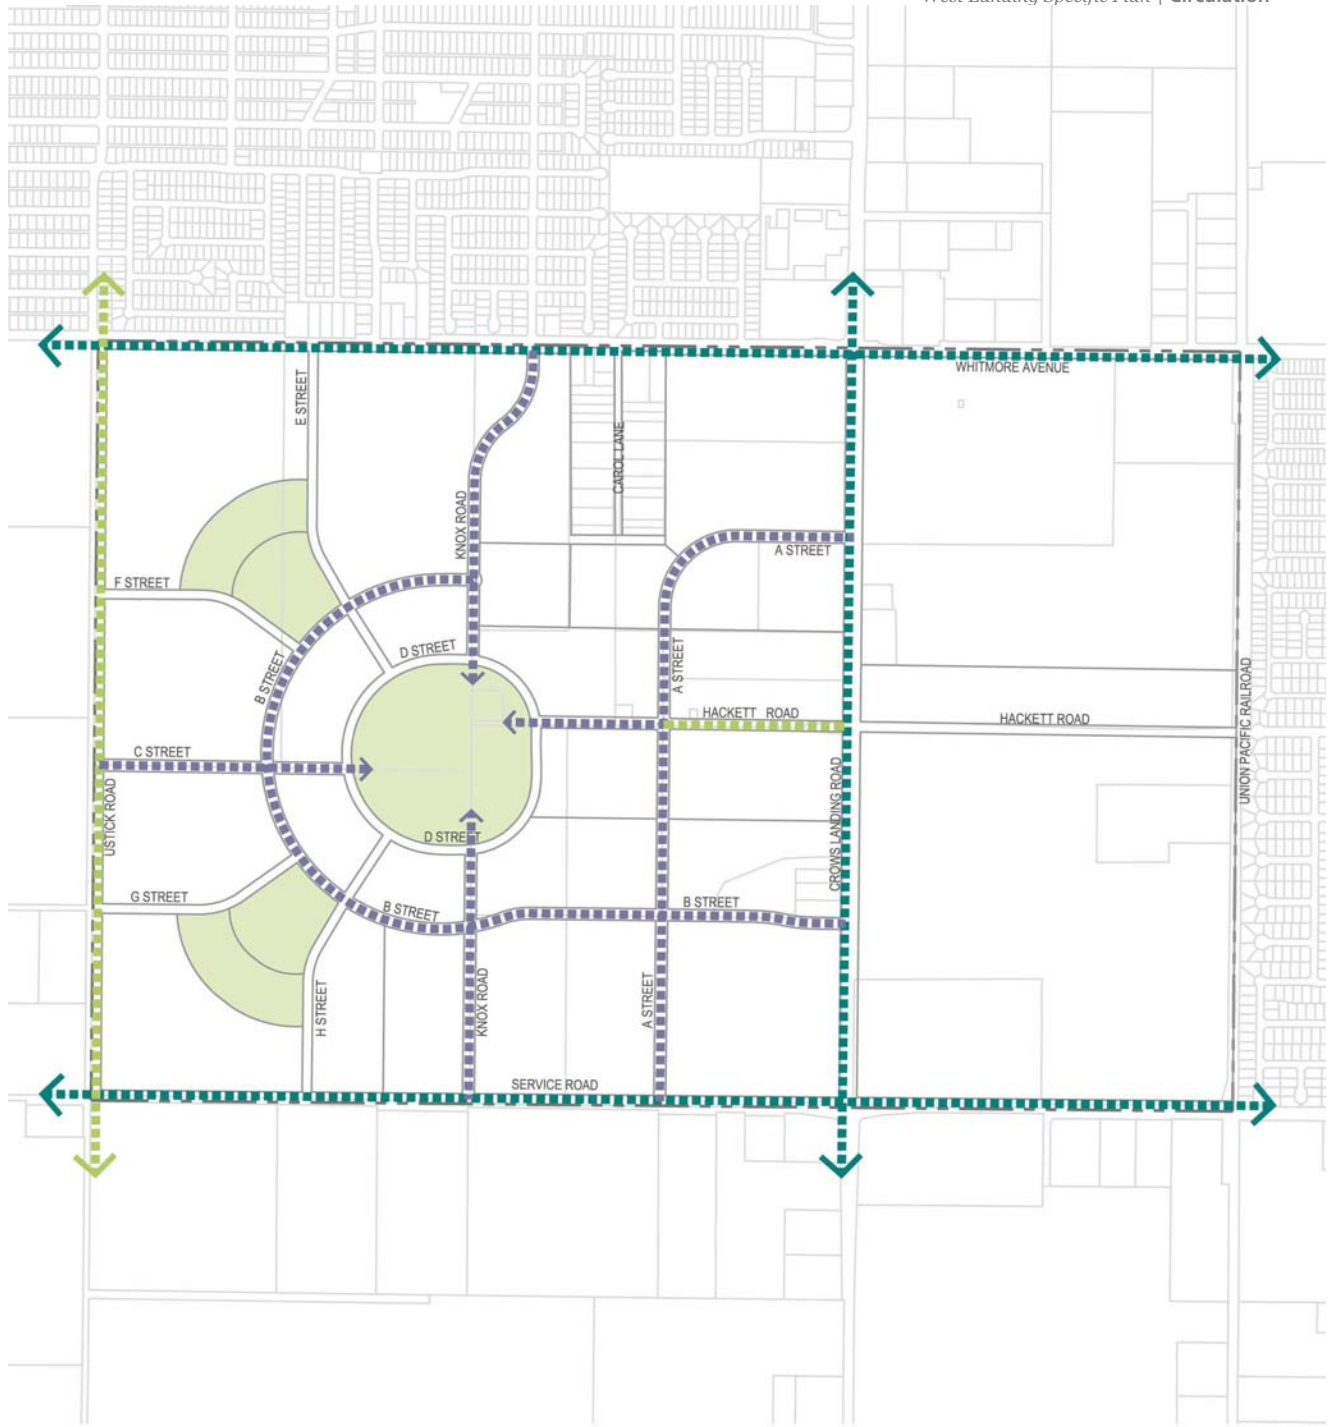 West Landing Specific Plan | Circulation
WHITMORE AVENUE
E STREET
CAROL LANE
KNOX ROAD
A STREET
F STREET
D STREET
B STREET
A STREET
HACKETT ROAD
HACKETT ROAD
UNION PACIFIC RAILROAD
C STREET
USTICK ROAD
CROWS LANDING ROAD
D STREET
G STREET
B STREET
B STREET
H STREET
KNOX ROAD
A STREET
SERVICE ROAD